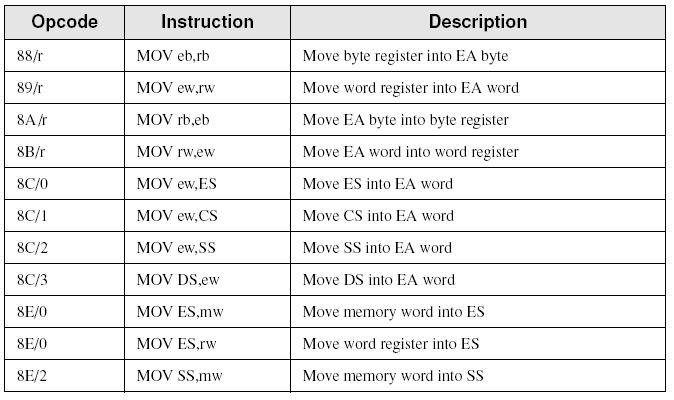 Opcode Instruction Description
88/r MOV eb,rb Move byte register into EA byte
89/r MOV ew,rw Move word register into EA word
8A/r MOV rb,eb Move EA byte into byte register
8B/r MOV rw,ew Move EA word into word register
8C/0 MOV ew,ES Move ES into EA word
8C/1 MOV ew,CS Move CS into EA word
8C/2 MOV ew,SS Move SS into EA word
8C/3 MOV DS,ew Move DS into EA word
8E/0 MOV ES,mw Move memory word into ES
8E/0 MOV ES,rw Move word register into ES
8E/2 MOV SS,mw Move memory word into SS